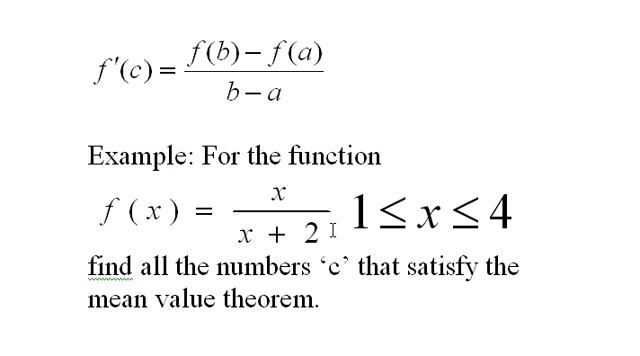 f'(c) = f(b) − f(a) / b − a
Example: For the function
f(x) = x / x + 2 1 ≤ x ≤ 4
find all the numbers ‘c’ that satisfy the
mean value theorem.